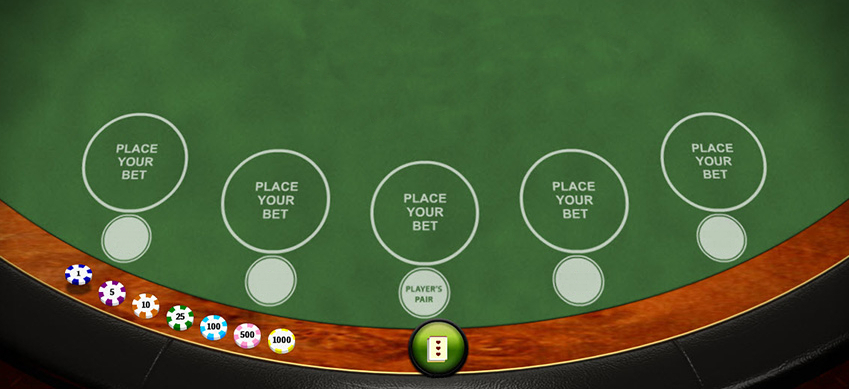 PLACE
YOUR
BET
PLACE
YOUR
BET
PLACE
YOUR
BET
PLACE
YOUR
BET
PLACE
YOUR
BET
PLAYER'S
PAIR
1
5
10
25
100
500
1000